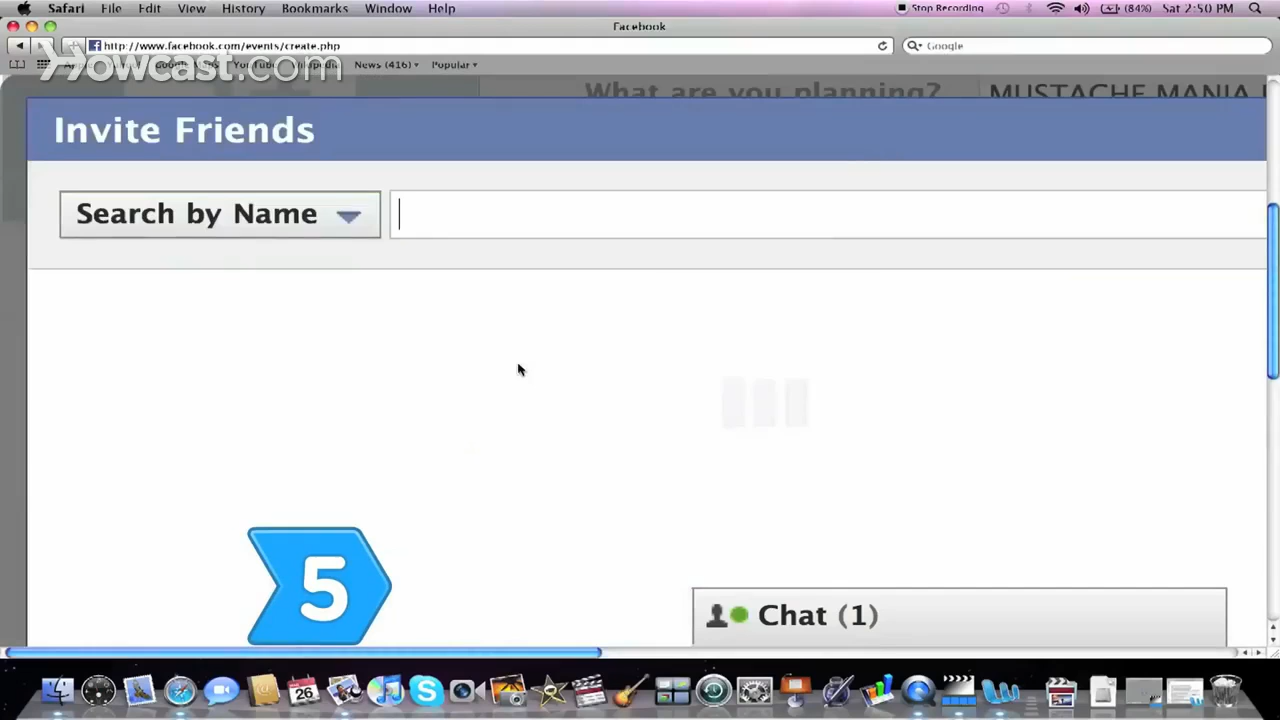 Safari File Edit View History Bookmarks Window Help Stop Recording (84%) Sat 2:50 PM
Facebook
http://www.facebook.com/events/create.php Google
Howcast.com
YouTube News (416) Popular
What are you planning? MUSTACHE MANIA
Invite Friends
Search by Name
5
Chat (1)
26